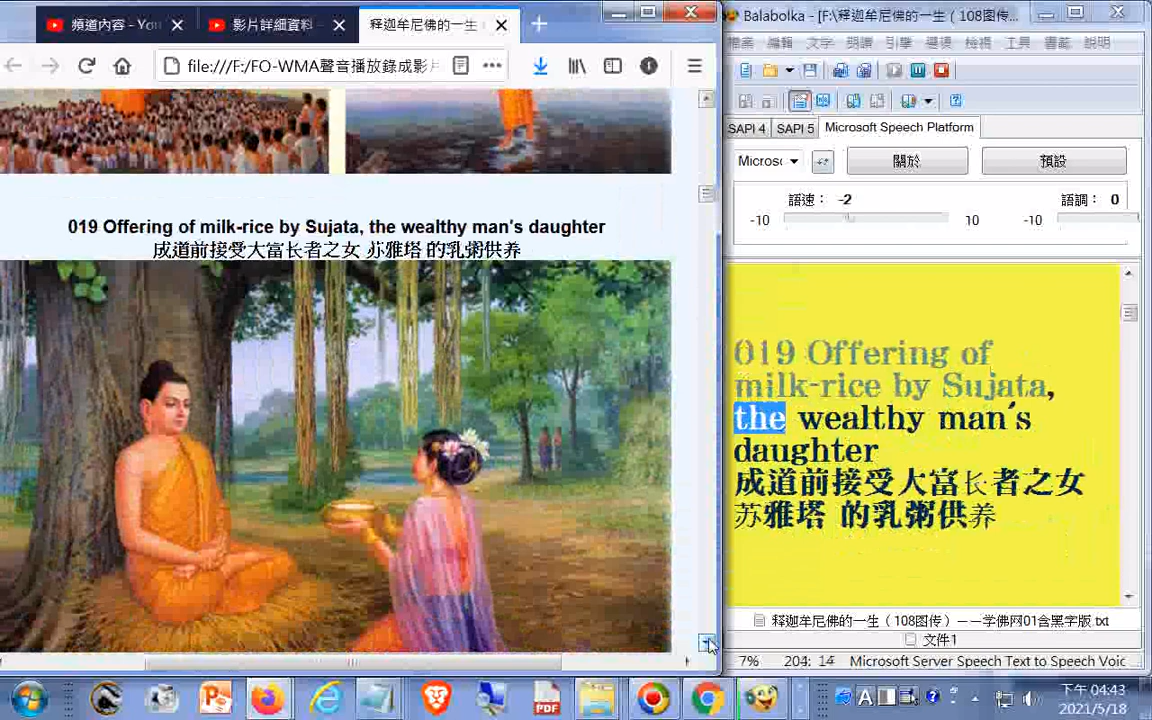 頻道內容 - You
影片詳細資料 -
释迦牟尼佛的一生
Balabolka - [F:\释迦牟尼佛的一生（108图传...
file:///F:/FO-WMA聲音播放錄成影片
檔案 編輯 文字 朗讀 引擎 選項 檢視 工具 書籤 說明
SAPI 4 SAPI 5 Microsoft Speech Platform
Micros 關於 預設
語速： -2 語調： 0
-10 10 -10
019 Offering of milk-rice by Sujata, the wealthy man's daughter
成道前接受大富长者之女 苏雅塔 的乳粥供养
019 Offering of
milk-rice by Sujata,
the wealthy man's
daughter
成道前接受大富长者之女
苏雅塔 的乳粥供养
释迦牟尼佛的一生（108图传）－－学佛网01含黑字版.txt
文件1
7% 204: 14 Microsoft Server Speech Text to Speech Voic
下午 04:43
2021/5/18